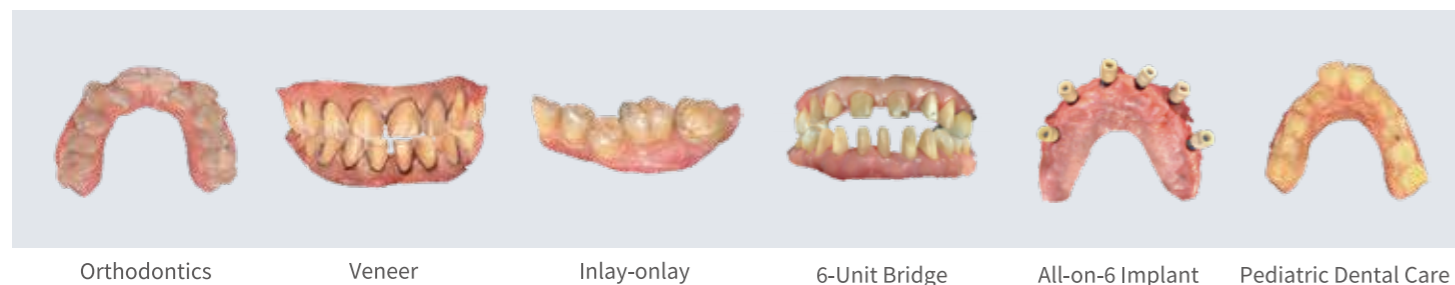 Orthodontics
Veneer
Inlay-onlay
6-Unit Bridge
All-on-6 Implant
Pediatric Dental Care